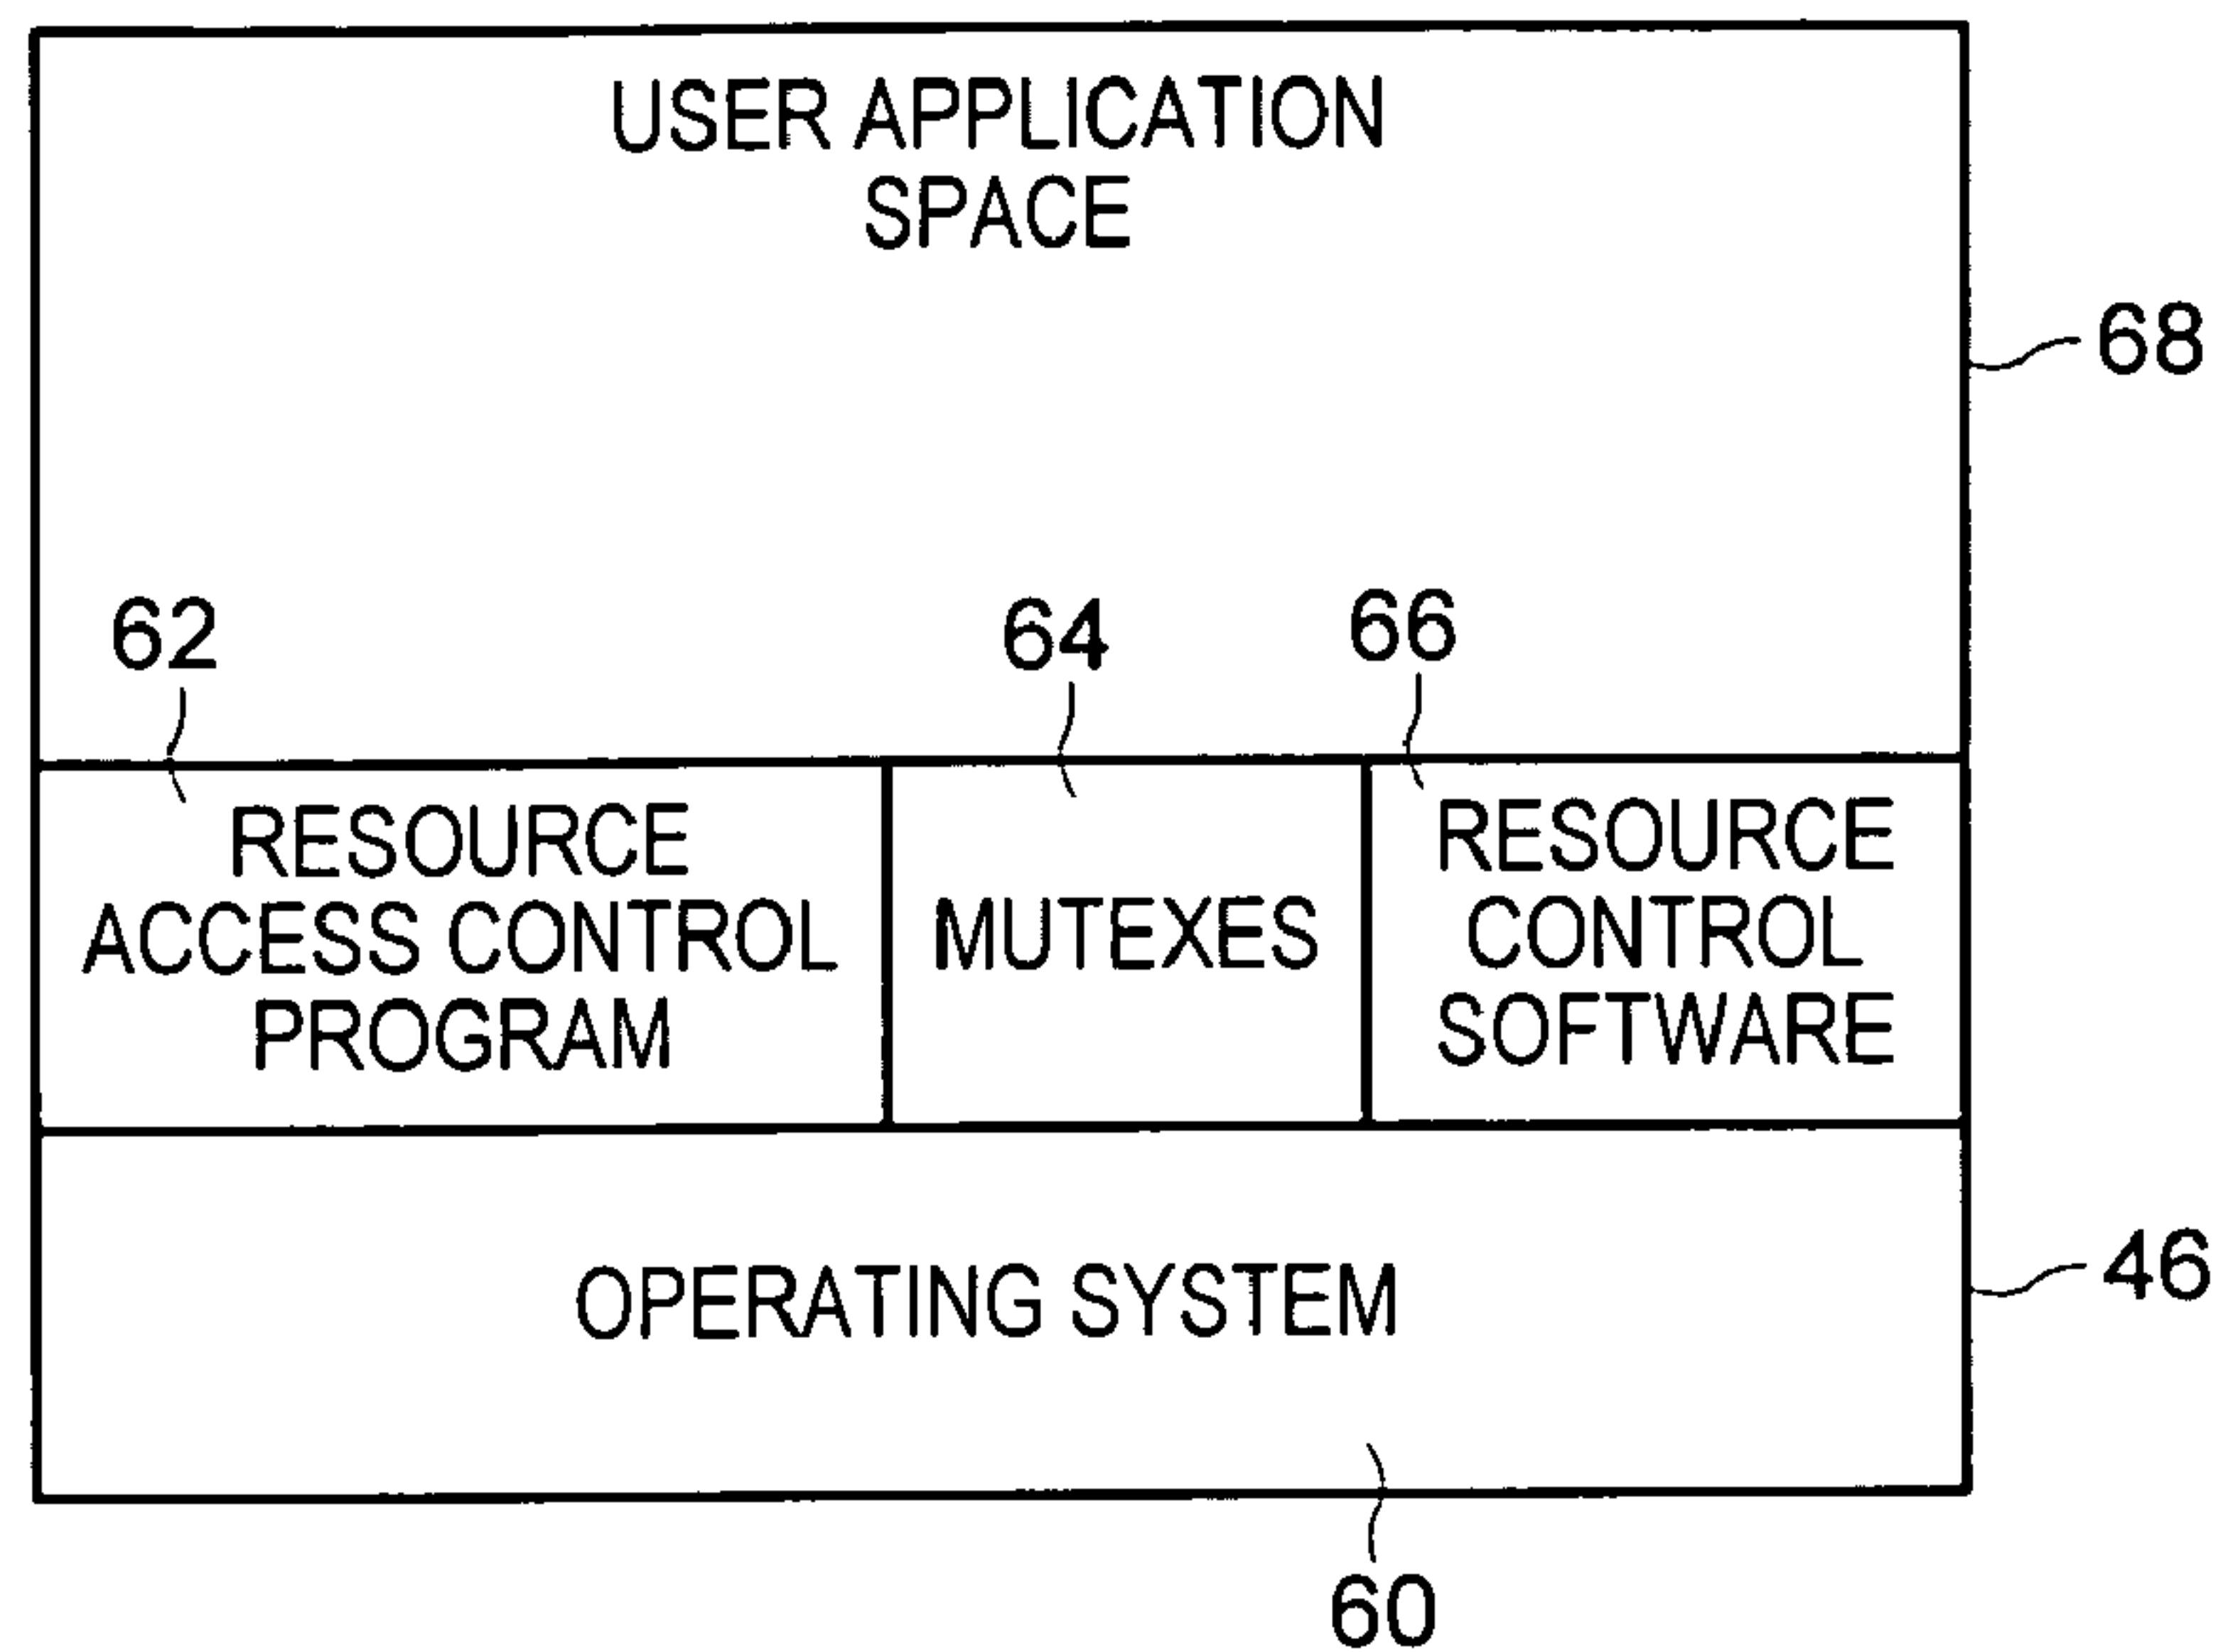 USER APPLICATION
SPACE
68
62
64
66
RESOURCE
ACCESS CONTROL
PROGRAM
MUTEXES
RESOURCE
CONTROL
SOFTWARE
OPERATING SYSTEM
46
60